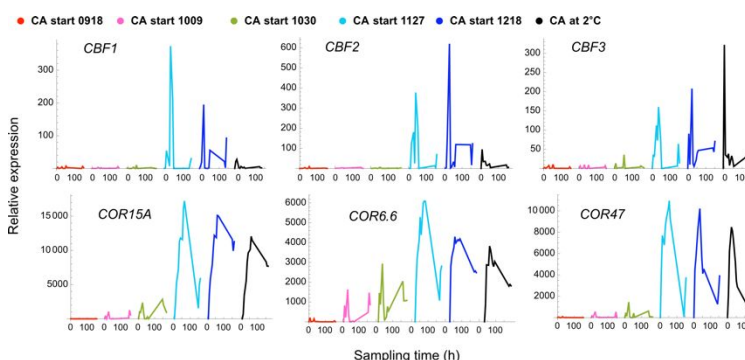 CA start 0918 CA start 1009 CA start 1030 CA start 1127 CA start 1218 CA at 2°C
CBF1 CBF2 CBF3
300 600 300
500 250
200 400 200
300 150
100 200 100
100 50
0 100 0 100 0 100 0 100 0 100 0 100 0 100 0 100 0 100 0 100 0 100 0 100 0 100 0 100 0 100 0 100 0 100 0 100
Relative expression
COR15A COR6.6 COR47
15000 6000 10000
5000 8000
10000 4000 6000
3000 4000
5000 2000 2000
1000
0 100 0 100 0 100 0 100 0 100 0 100 0 100 0 100 0 100 0 100 0 100 0 100 0 100 0 100 0 100 0 100 0 100 0 100
Sampling time (h)